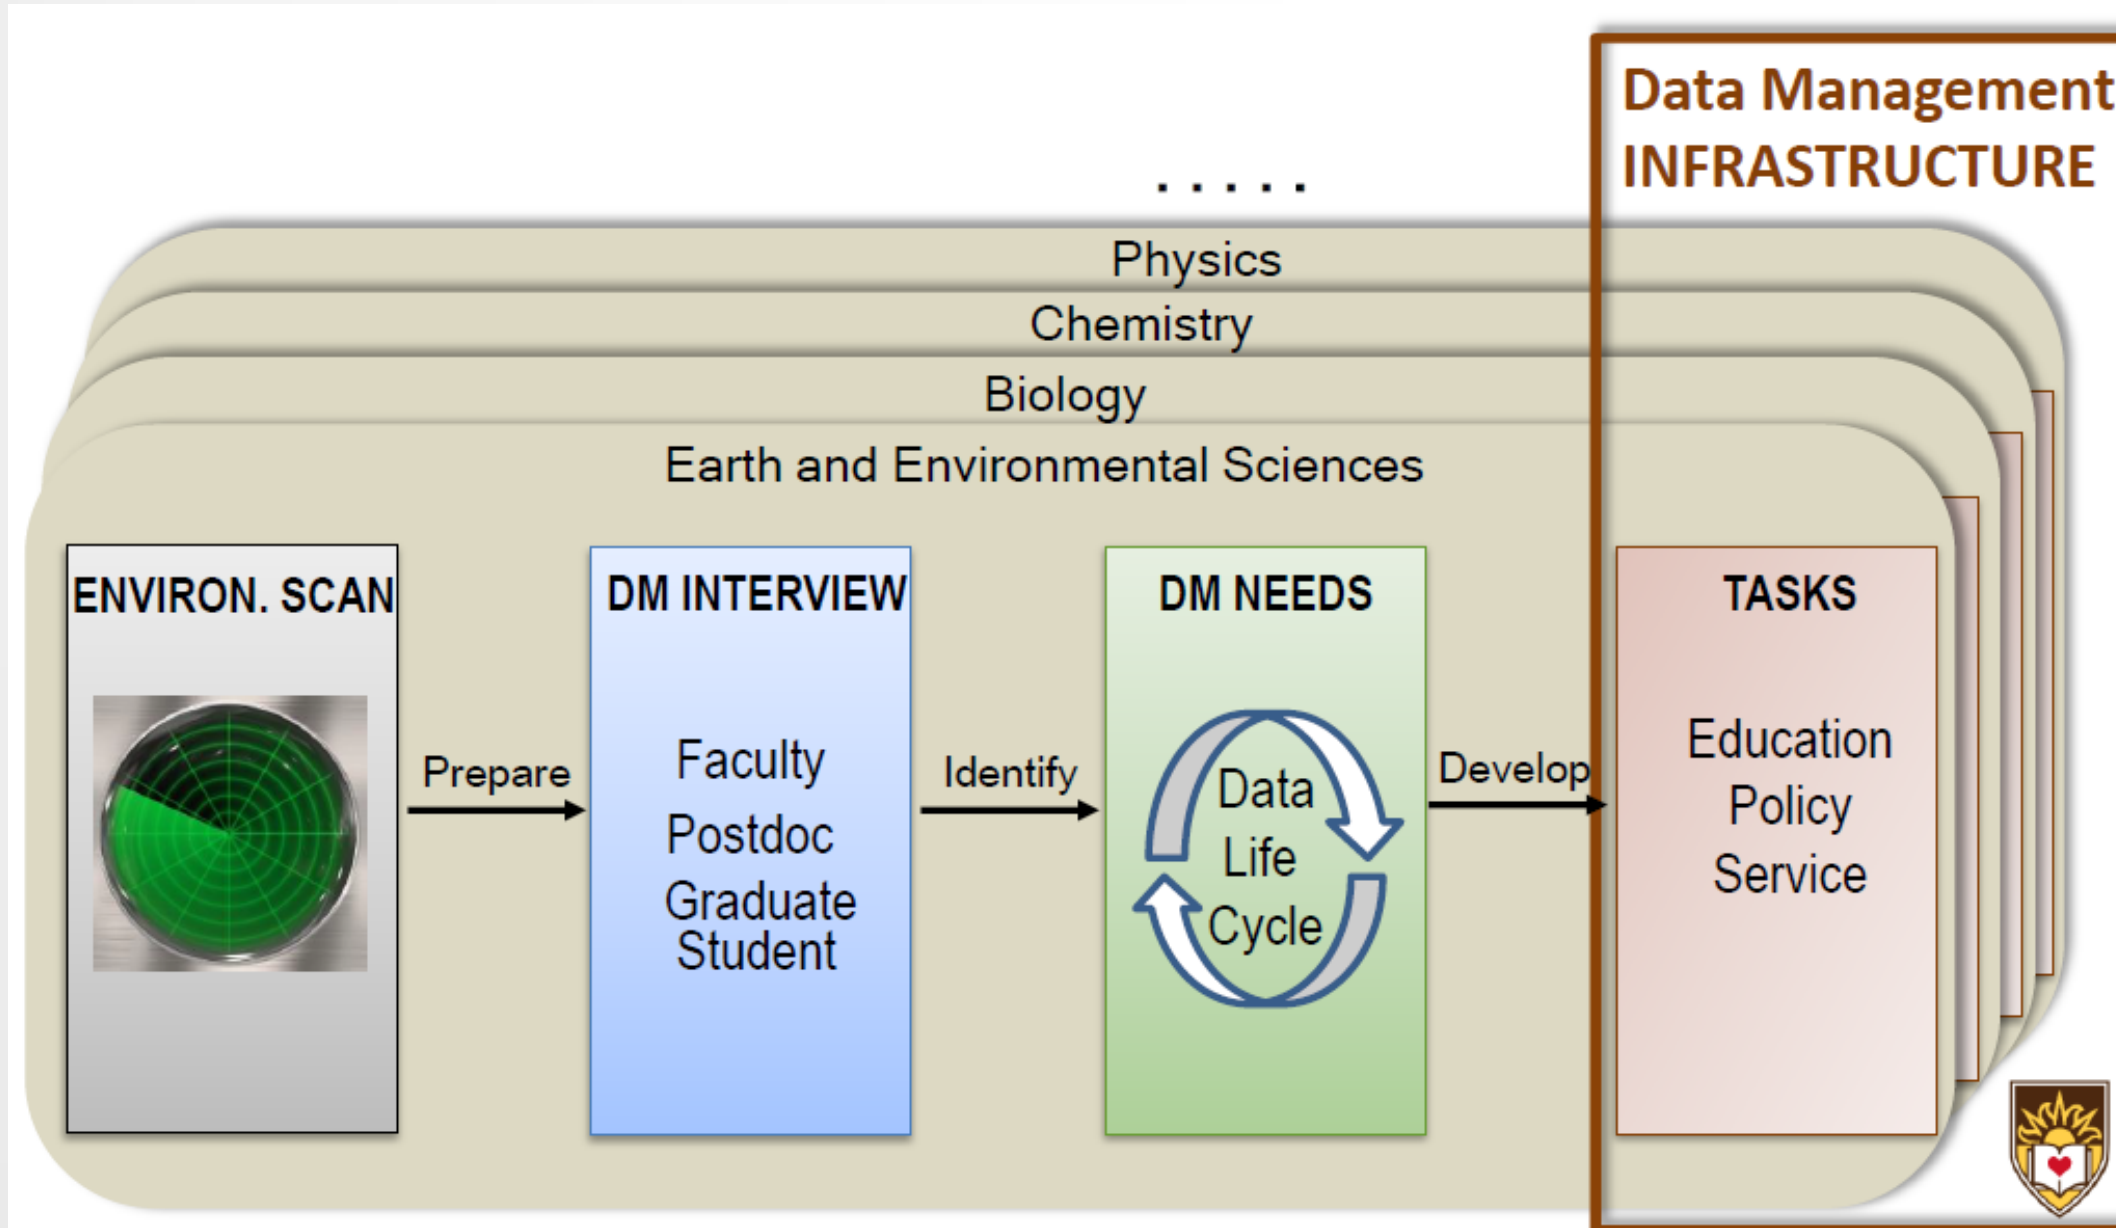 Data Management
INFRASTRUCTURE
. . . . .
Physics
Chemistry
Biology
Earth and Environmental Sciences
ENVIRON. SCAN
Prepare
DM INTERVIEW
Faculty
Postdoc
Graduate
Student
Identify
DM NEEDS
Data
Life
Cycle
Develop
TASKS
Education
Policy
Service